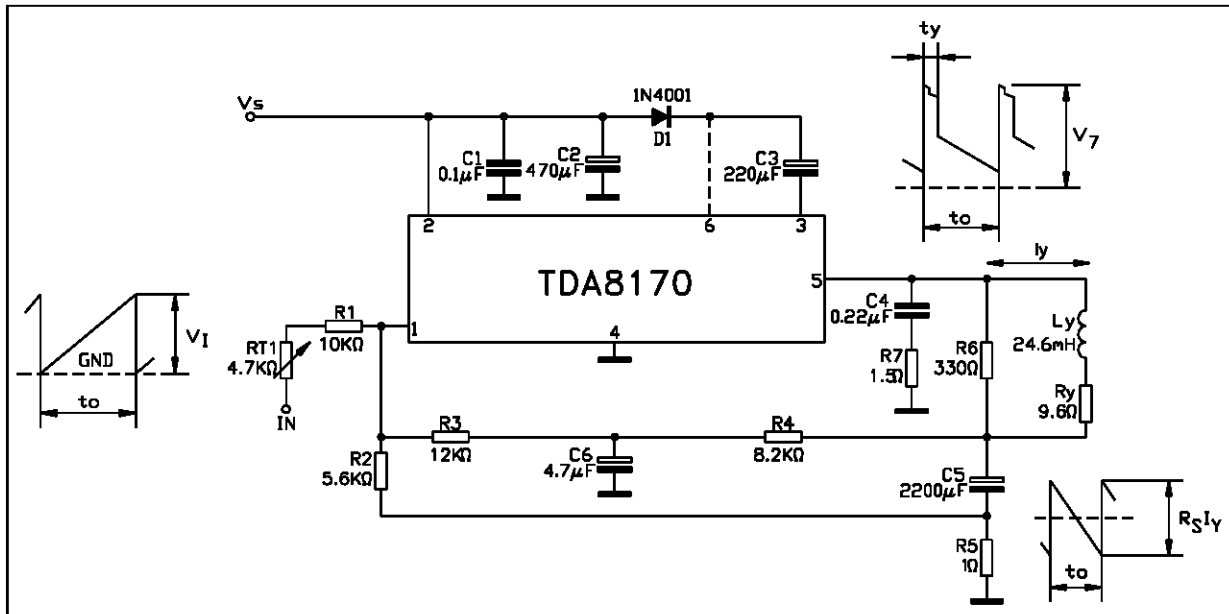 ty
Vs
1N4001
D1
C1
0.1µF
C2
470µF
C3
220µF
V7
to
2
6
3
TDA8170
5
1
4
Iy
VI
GND
to
RT1
4.7KΩ
IN
R1
10KΩ
C4
0.22µF
R7
1.5Ω
R6
330Ω
Ly
24.6mH
Ry
9.6Ω
R3
12KΩ
C6
4.7µF
R4
8.2KΩ
R2
5.6KΩ
C5
2200µF
R5
1Ω
RSIY
to